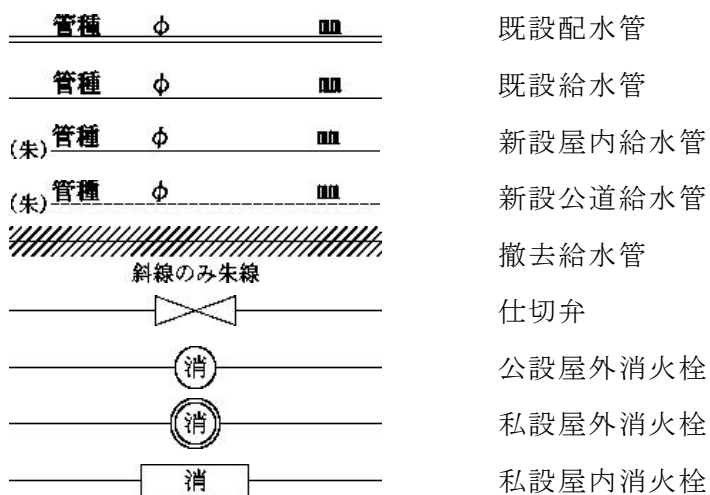 管種 φ ㎜ 既設配水管
管種 φ ㎜ 既設給水管
(朱)管種 φ ㎜ 新設屋内給水管
(朱)管種 φ ㎜ 新設公道給水管
撤去給水管
斜線のみ朱線
仕切弁
消 公設屋外消火栓
消 私設屋外消火栓
消 私設屋内消火栓